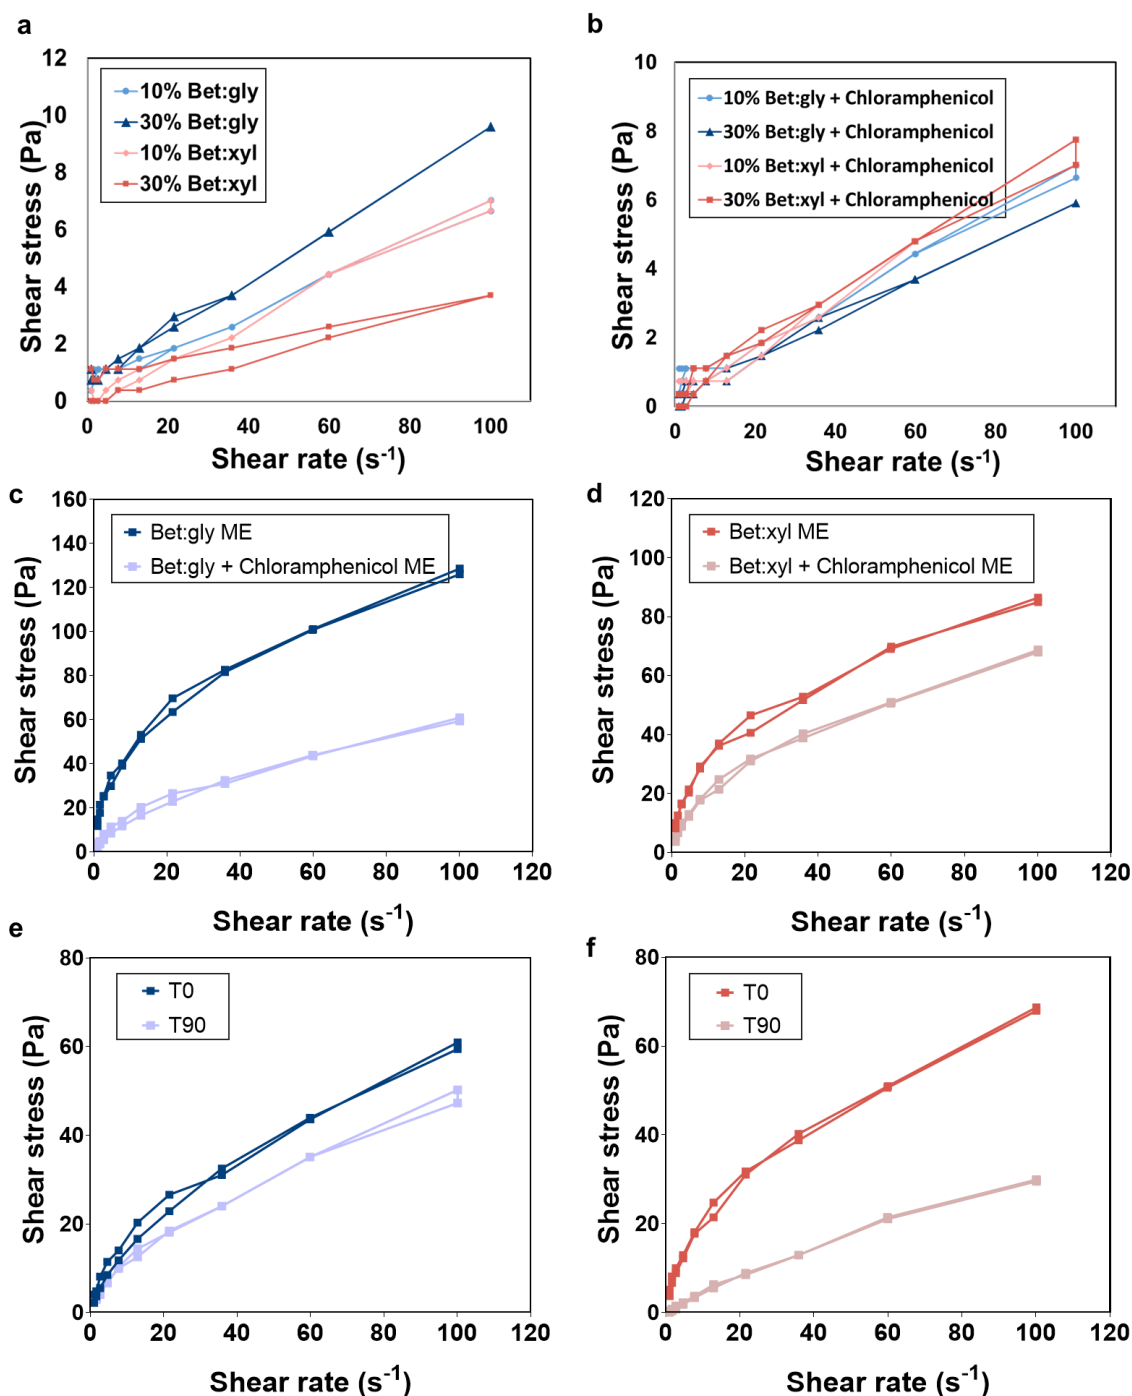 a
12
10
8
6
4
2
0
Shear stress (Pa)
10% Bet:gly
30% Bet:gly
10% Bet:xyl
30% Bet:xyl
0 20 40 60 80 100
Shear rate (s-1)
b
10
8
6
4
2
0
Shear stress (Pa)
10% Bet:gly + Chloramphenicol
30% Bet:gly + Chloramphenicol
10% Bet:xyl + Chloramphenicol
30% Bet:xyl + Chloramphenicol
0 20 40 60 80 100
Shear rate (s-1)
c
160
140
120
100
80
60
40
20
0
Shear stress (Pa)
Bet:gly ME
Bet:gly + Chloramphenicol ME
0 20 40 60 80 100 120
Shear rate (s-1)
d
120
100
80
60
40
20
0
Shear stress (Pa)
Bet:xyl ME
Bet:xyl + Chloramphenicol ME
0 20 40 60 80 100 120
Shear rate (s-1)
e
80
60
40
20
0
Shear stress (Pa)
T0
T90
0 20 40 60 80 100 120
Shear rate (s-1)
f
80
60
40
20
0
Shear stress (Pa)
T0
T90
0 20 40 60 80 100 120
Shear rate (s-1)